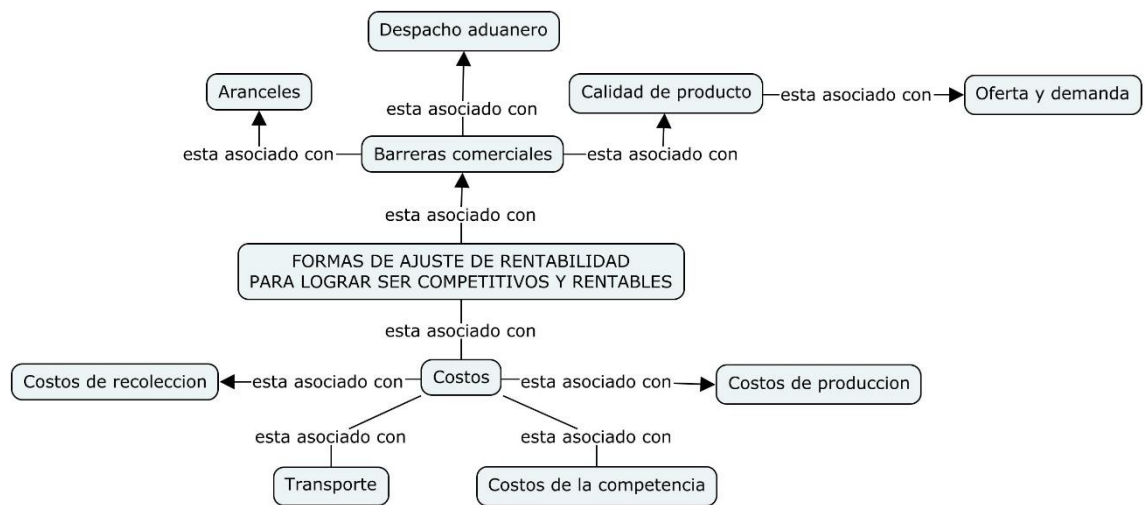 Despacho aduanero
Aranceles
esta asociado con
Calidad de producto
esta asociado con
Oferta y demanda
esta asociado con
Barreras comerciales
esta asociado con
esta asociado con
FORMAS DE AJUSTE DE RENTABILIDAD
PARA LOGRAR SER COMPETITIVOS Y RENTABLES
esta asociado con
Costos de recoleccion
esta asociado con
Costos
esta asociado con
Costos de produccion
esta asociado con
esta asociado con
Transporte
Costos de la competencia